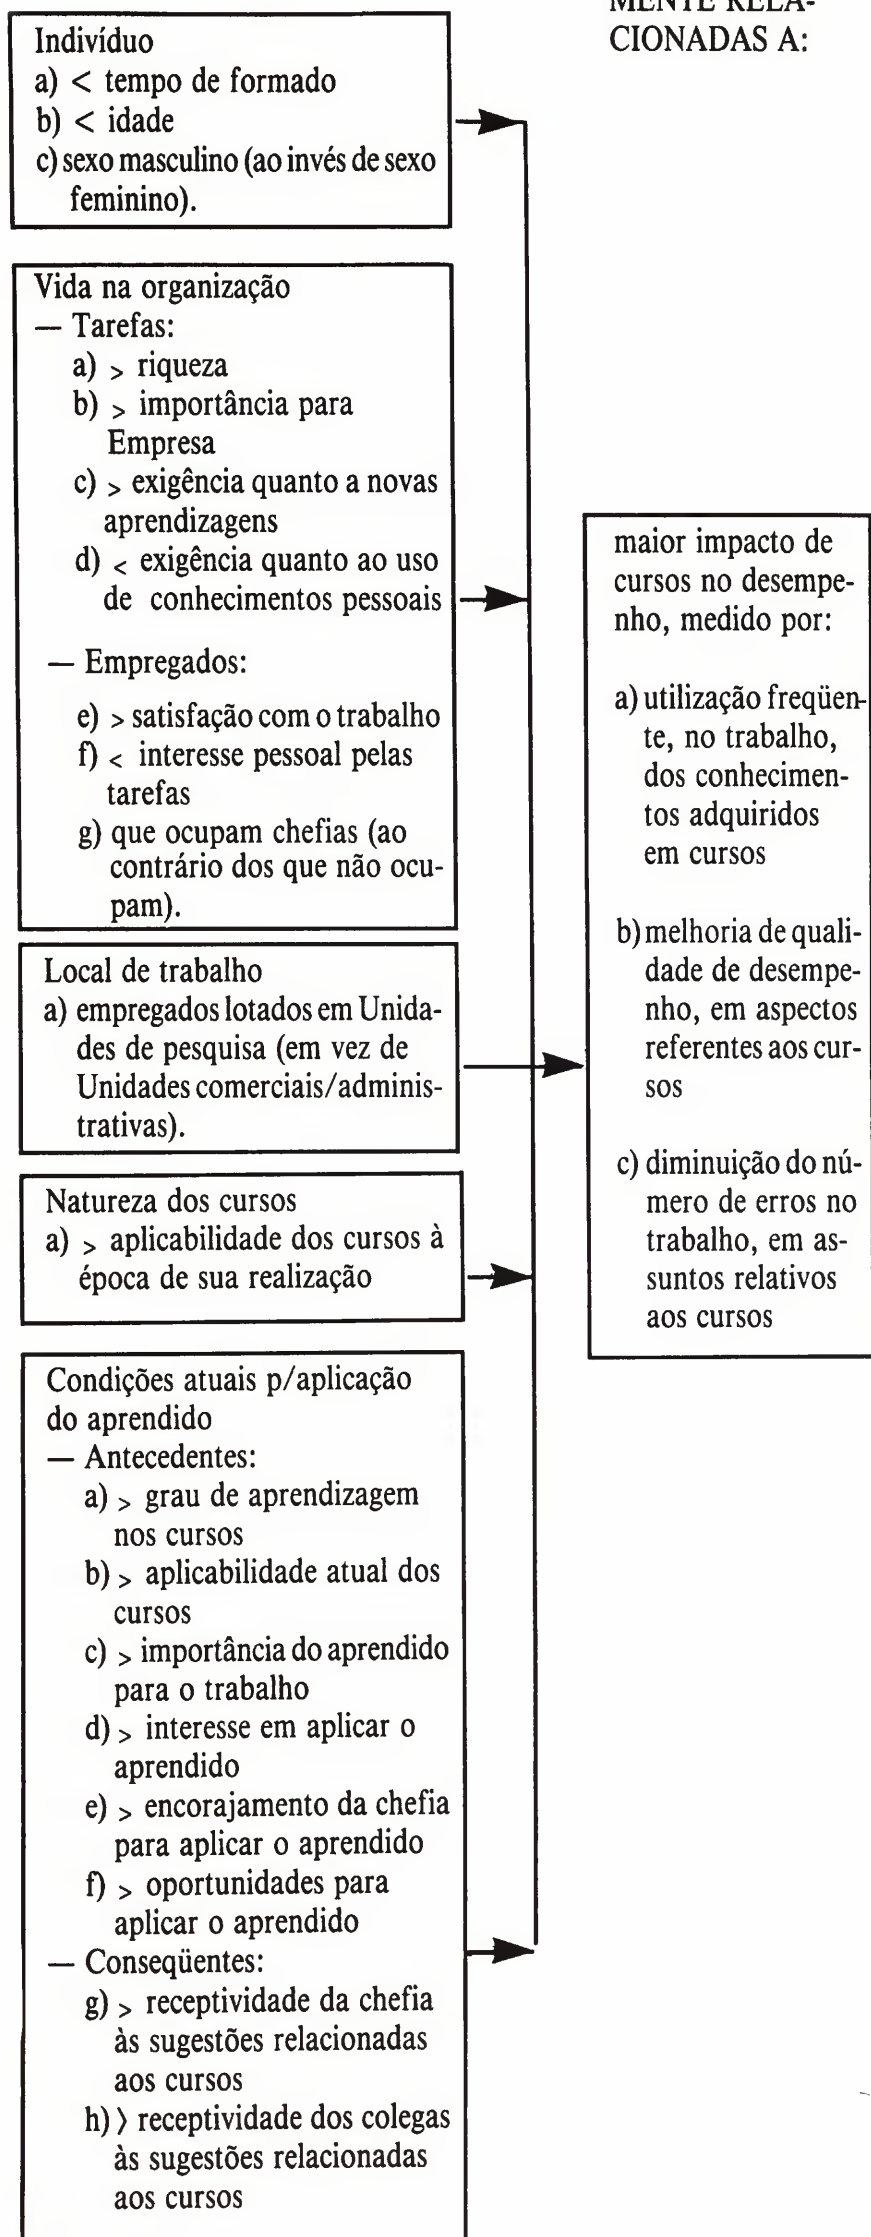 MENTE RELA-
CIONADAS A:
Indivíduo
a) < tempo de formado
b) < idade
c) sexo masculino (ao invés de sexo
feminino).
Vida na organização
— Tarefas:
a) > riqueza
b) > importância para
Empresa
c) > exigência quanto a novas
aprendizagens
d) < exigência quanto ao uso
de conhecimentos pessoais
— Empregados:
e) > satisfação com o trabalho
f) < interesse pessoal pelas
tarefas
g) que ocupam chefias (ao
contrário dos que não ocu-
pam).
Local de trabalho
a) empregados lotados em Unida-
des de pesquisa (em vez de
Unidades comerciais/adminis-
trativas).
Natureza dos cursos
a) > aplicabilidade dos cursos à
época de sua realização
Condições atuais p/aplicação
do aprendido
— Antecedentes:
a) > grau de aprendizagem
nos cursos
b) > aplicabilidade atual dos
cursos
c) > importância do aprendido
para o trabalho
d) > interesse em aplicar o
aprendido
e) > encorajamento da chefia
para aplicar o aprendido
f) > oportunidades para
aplicar o aprendido
— Conseqüentes:
g) > receptividade da chefia
às sugestões relacionadas
aos cursos
h) ⟩ receptividade dos colegas
às sugestões relacionadas
aos cursos
maior impacto de
cursos no desempe-
nho, medido por:
a) utilização freqüen-
te, no trabalho,
dos conhecimen-
tos adquiridos
em cursos
b) melhoria de quali-
dade de desempe-
nho, em aspectos
referentes aos cur-
sos
c) diminuição do nú-
mero de erros no
trabalho, em as-
suntos relativos
aos cursos